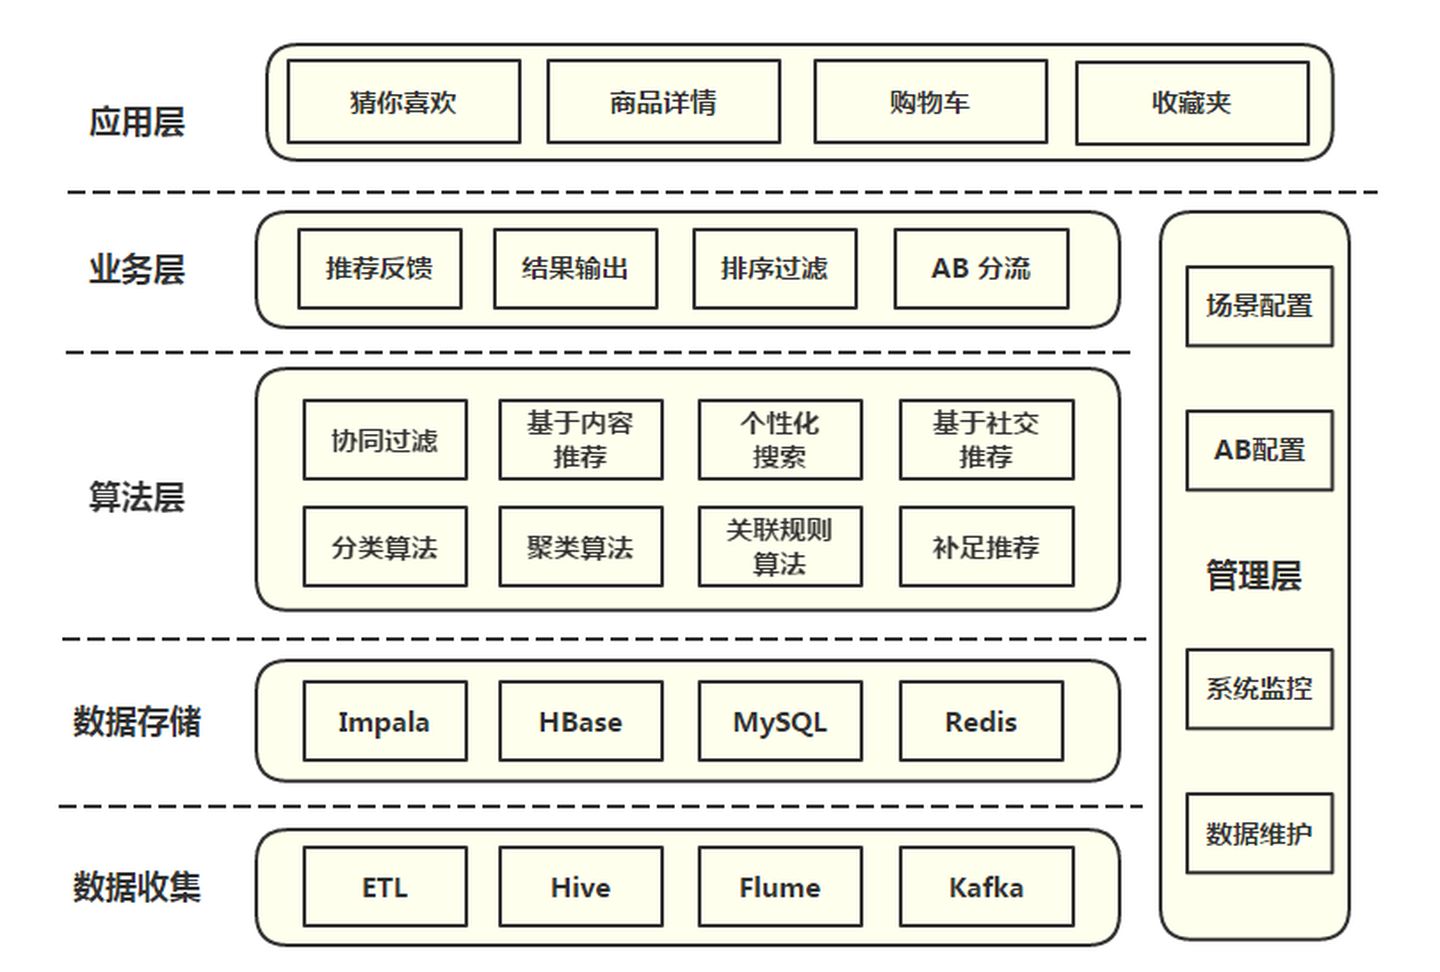 应用层
猜你喜欢
商品详情
购物车
收藏夹
业务层
推荐反馈
结果输出
排序过滤
AB 分流
算法层
协同过滤
基于内容
推荐
个性化
搜索
基于社交
推荐
分类算法
聚类算法
关联规则
算法
补足推荐
数据存储
Impala
HBase
MySQL
Redis
数据收集
ETL
Hive
Flume
Kafka
场景配置
AB配置
管理层
系统监控
数据维护